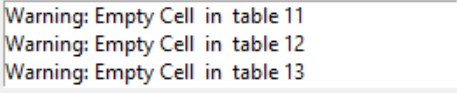 Warning: Empty Cell  in  table 11
Warning: Empty Cell  in  table 12
Warning: Empty Cell  in  table 13